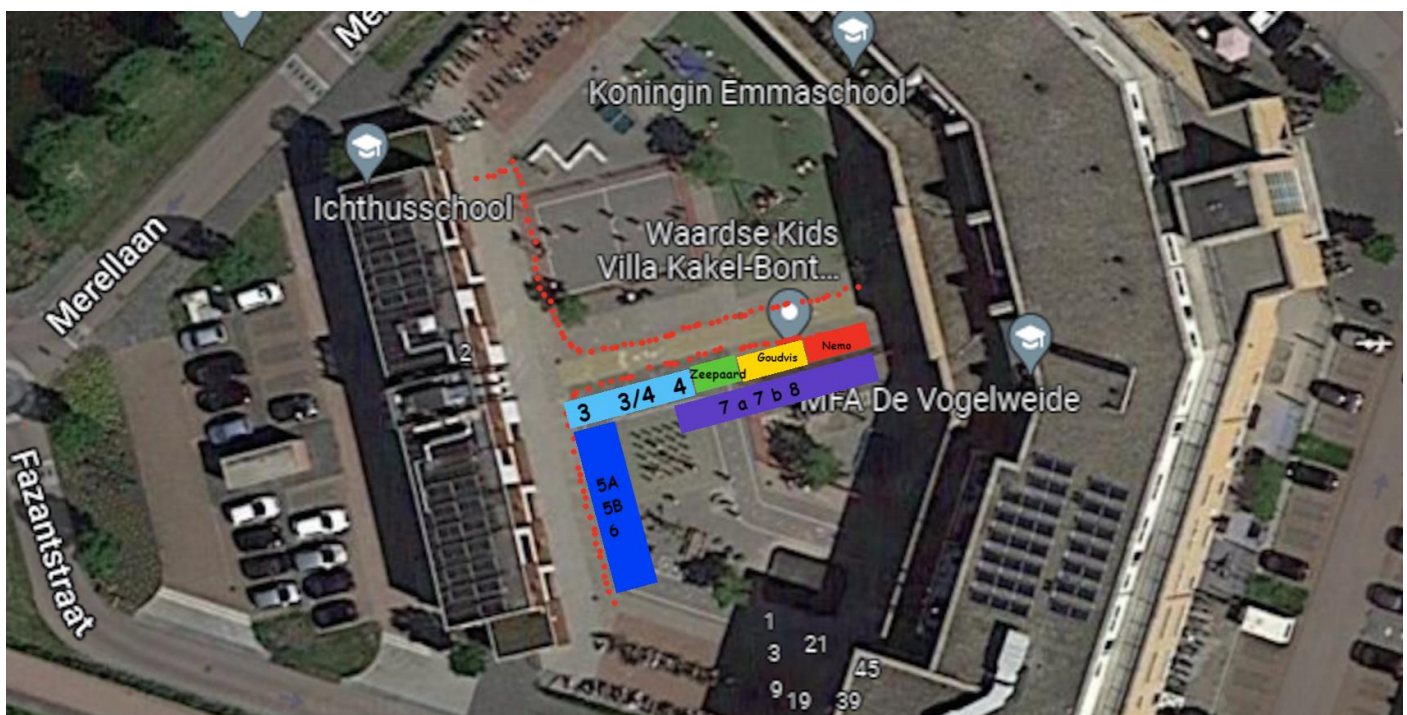 Mer
Koningin Emmaschool
Ichthusschool
Merellaan
Waardse Kids
Villa Kakel-Bont...
2
Nemo
Goudvis
Zeepaard
3 3/4 4
7 a 7 b 8
MFA De Vogelweide
5A
5B
6
Fazantstraat
1
3
21
45
9
19
39